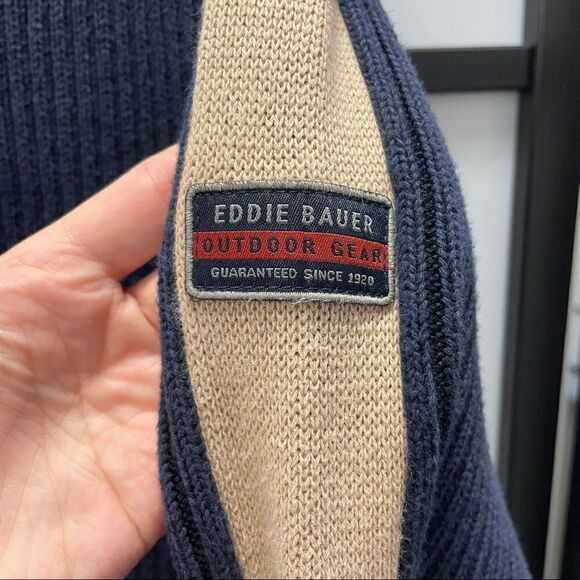 EDDIE BAUER
OUTDOOR GEAR
GUARANTEED SINCE 1920